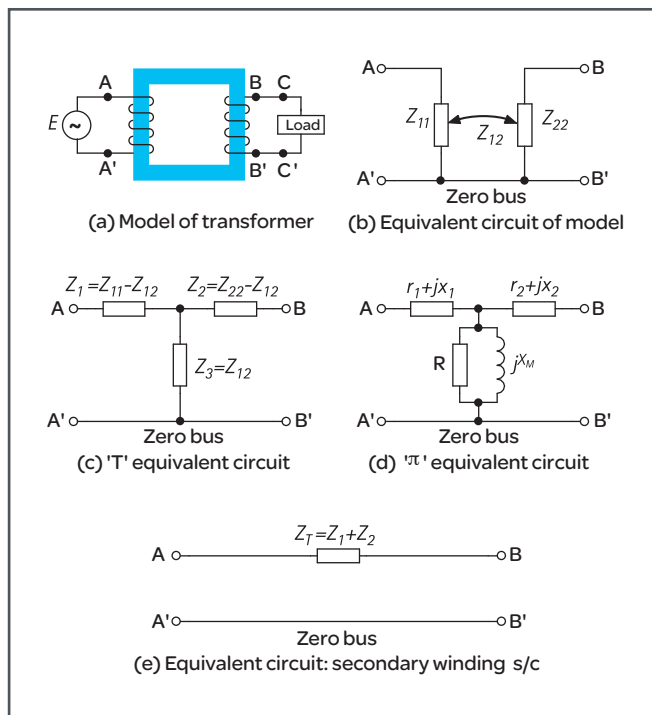 A B C
E ~ Load
A' B' C'
(a) Model of transformer
A B
Z11 Z12 Z22
A' B'
Zero bus
(b) Equivalent circuit of model
Z1 =Z11-Z12 Z2=Z22-Z12
A B
Z3=Z12
A' B'
Zero bus
(c) 'T' equivalent circuit
r1+jx1 r2+jx2
A B
R jXM
A' B'
Zero bus
(d) 'π' equivalent circuit
ZT=Z1+Z2
A B
A' B'
Zero bus
(e) Equivalent circuit: secondary winding s/c